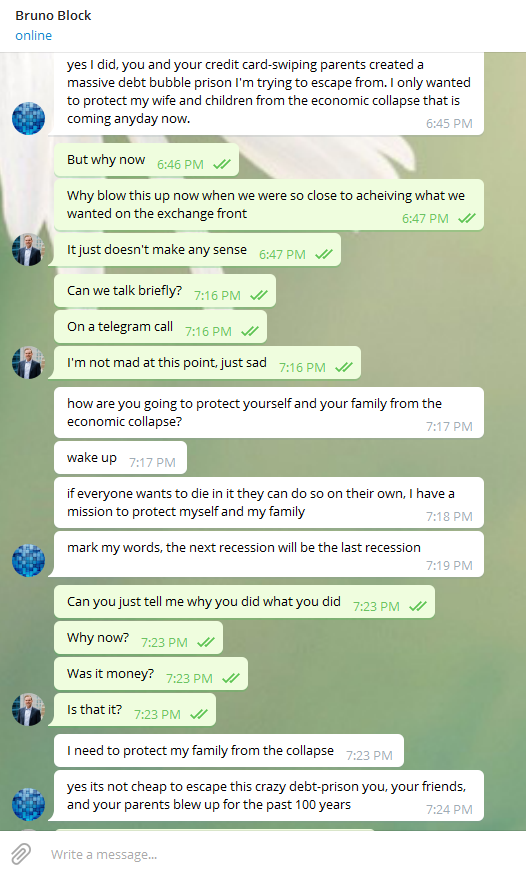 Bruno Block
online
yes I did, you and your credit card-swiping parents created a
massive debt bubble prison I'm trying to escape from. I only wanted
to protect my wife and children from the economic collapse that is
coming anyday now.
6:45 PM
But why now 6:46 PM
Why blow this up now when we were so close to acheiving what we
wanted on the exchange front
6:47 PM
It just doesn't make any sense 6:47 PM
Can we talk briefly? 7:16 PM
On a telegram call 7:16 PM
I'm not mad at this point, just sad 7:16 PM
how are you going to protect yourself and your family from the
economic collapse?
7:17 PM
wake up 7:17 PM
if everyone wants to die in it they can do so on their own, I have a
mission to protect myself and my family
7:18 PM
mark my words, the next recession will be the last recession
7:19 PM
Can you just tell me why you did what you did 7:23 PM
Why now? 7:23 PM
Was it money? 7:23 PM
Is that it? 7:23 PM
I need to protect my family from the collapse 7:23 PM
yes its not cheap to escape this crazy debt-prison you, your friends,
and your parents blew up for the past 100 years
7:24 PM
Write a message...